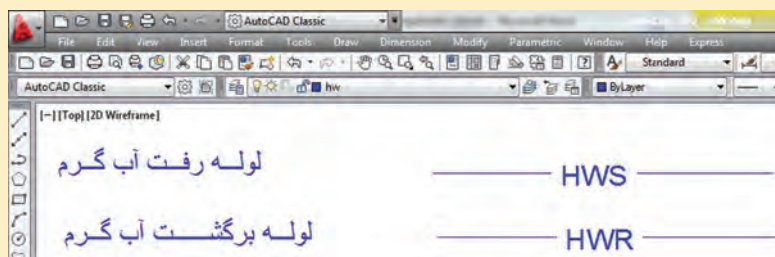 AutoCAD Classic
File Edit View Insert Format Tools Draw Dimension Modify Parametric Window Help Express
Standard
AutoCAD Classic hw ByLayer
[−][Top][2D Wireframe]
لوله رفت آب گرم HWS
لوله برگشت آب گرم HWR